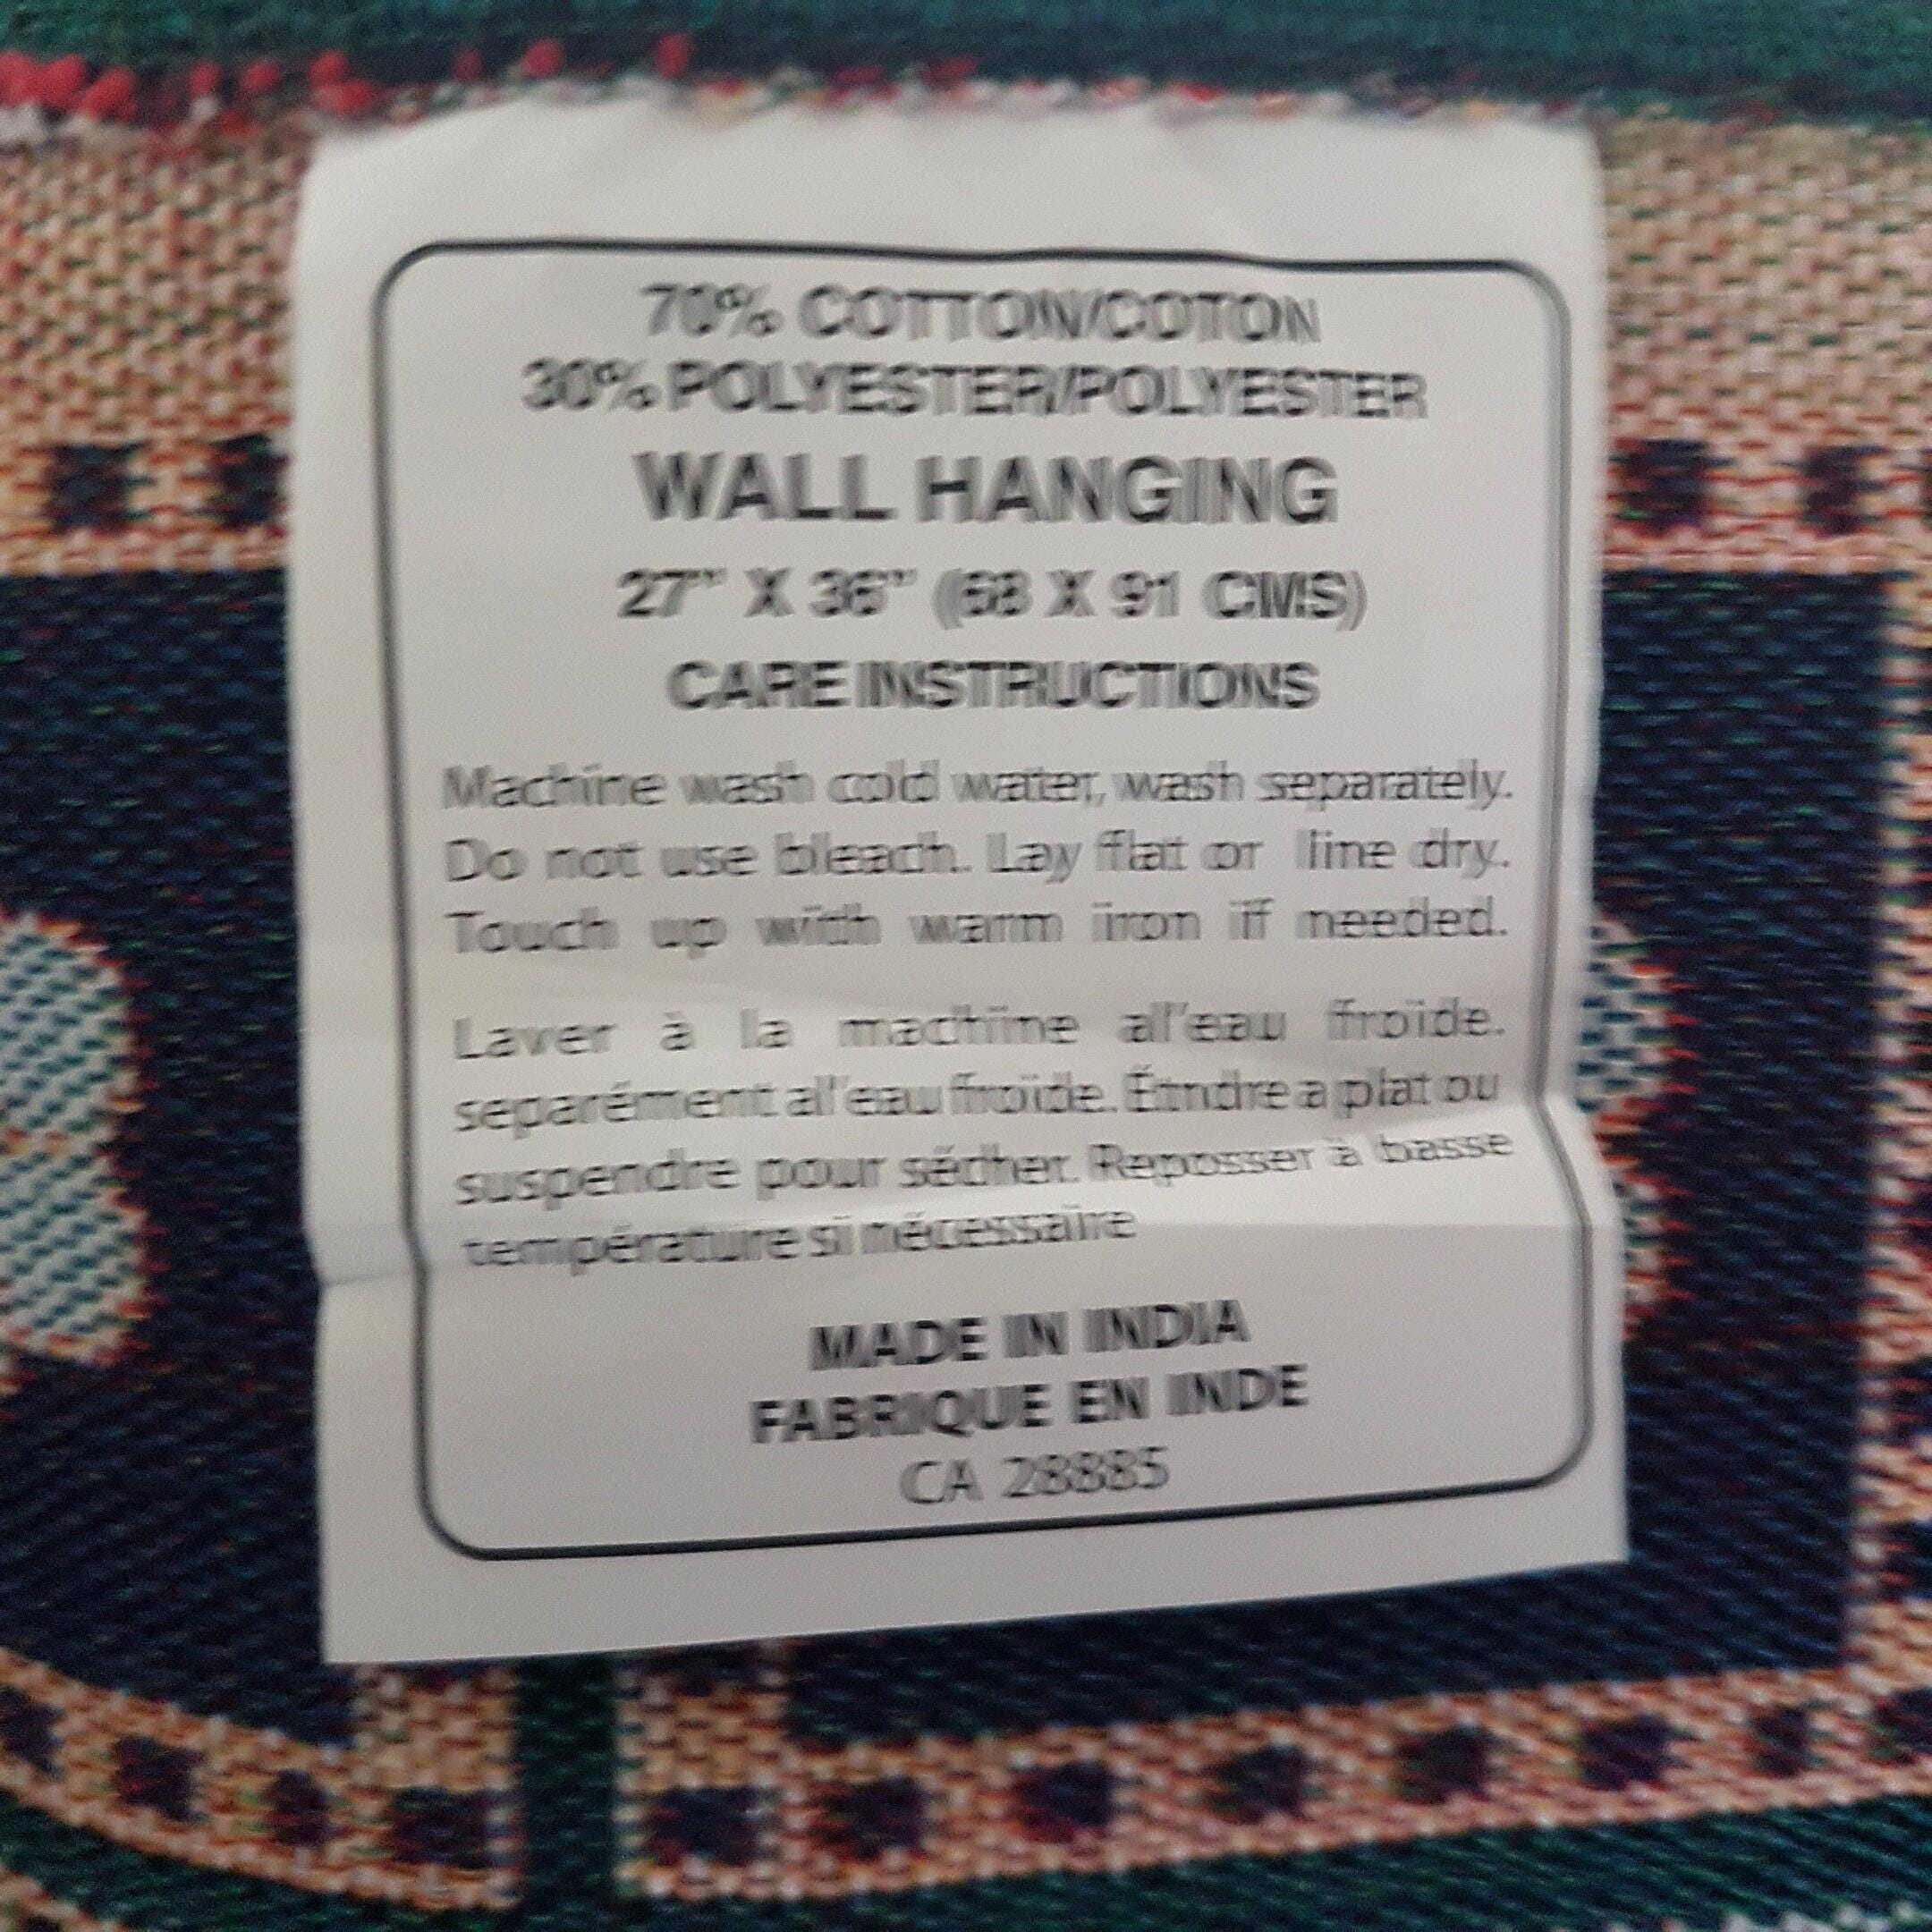 70% COTTON/COTON
30% POLYESTER/POLYESTER
WALL HANGING
27" X 36" (68 X 91 CMS)
CARE INSTRUCTIONS
Machine wash cold water, wash separately.
Do not use bleach. Lay flat or line dry.
Touch up with warm iron if needed.
Laver à la machine al'eau froide.
separément al'eau froide. Étndre a plat ou
suspendre pour sécher. Reposser à basse
température si nécessaire
MADE IN INDIA
FABRIQUE EN INDE
CA 28885